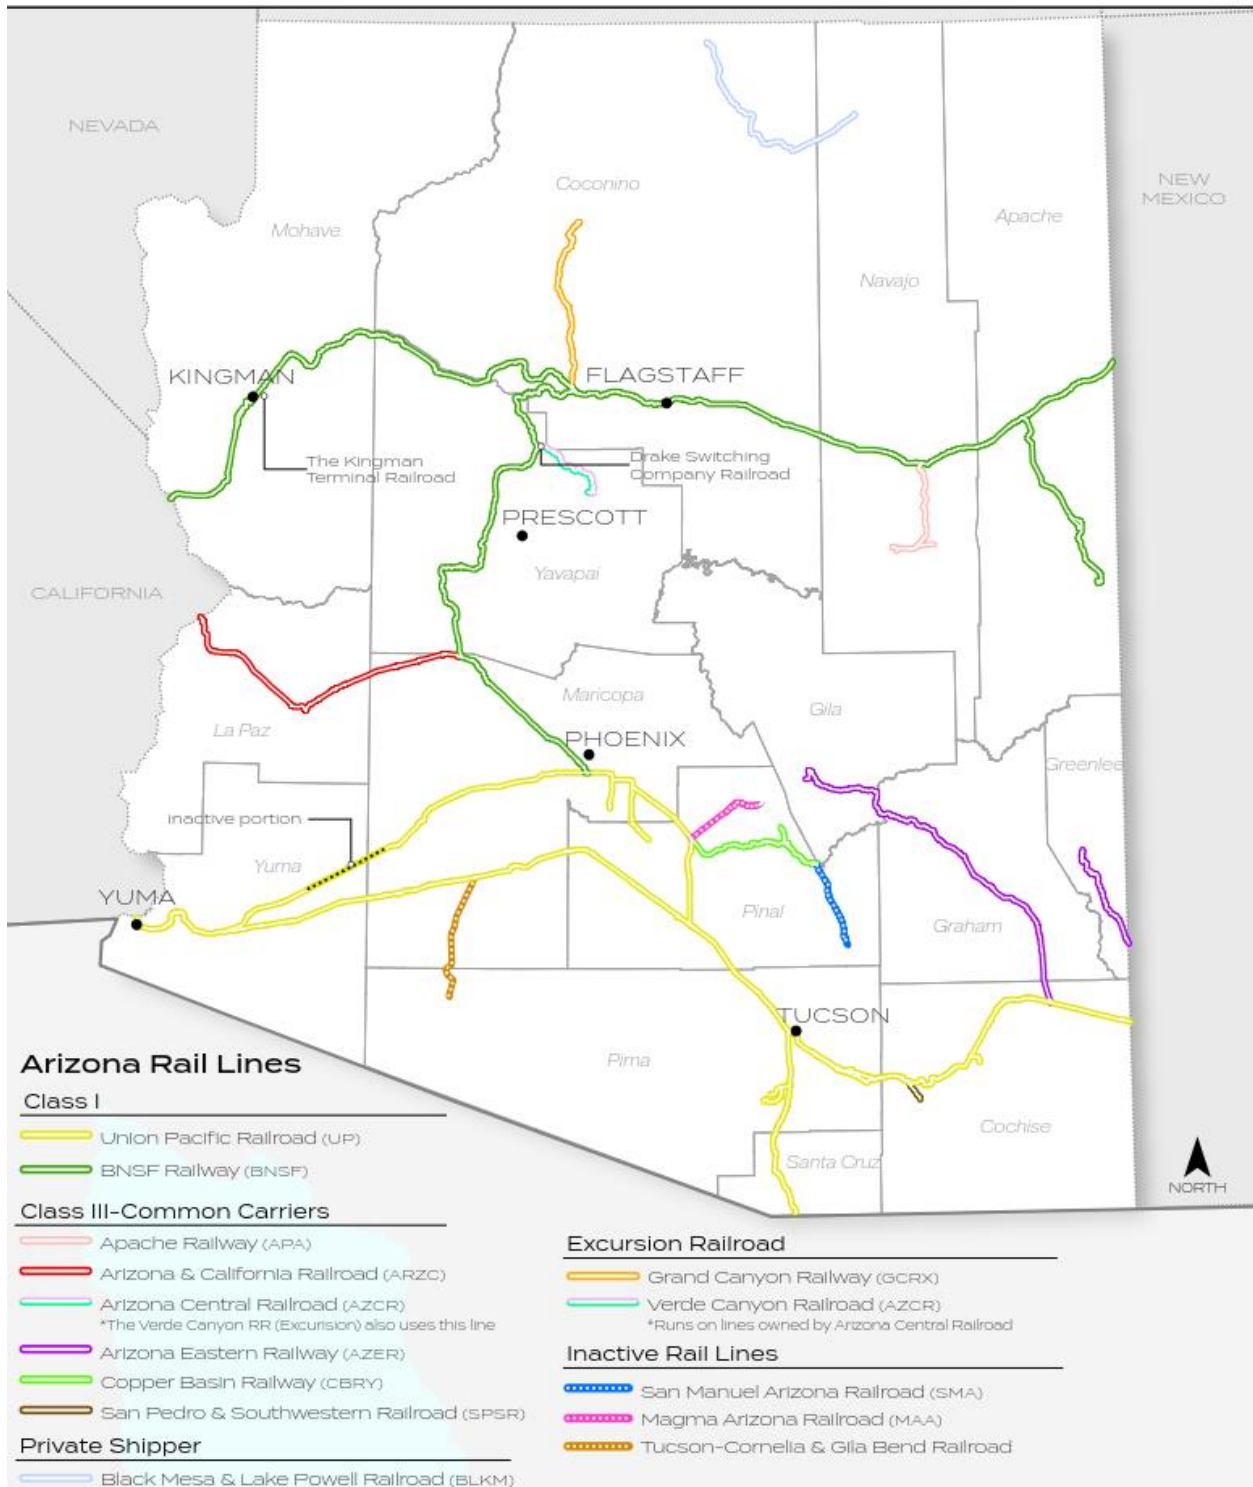 NEVADA
NEW
MEXICO
Coconino
Apache
Mohave
Navajo
KINGMAN
FLAGSTAFF
The Kingman
Terminal Railroad
Drake Switching
Company Railroad
PRESCOTT
Yavapai
CALIFORNIA
Maricopa
Gila
La Paz
PHOENIX
Greenlee
inactive portion
Yuma
YUMA
Pinal
Graham
TUCSON
Pima
Cochise
Santa Cruz
NORTH
Arizona Rail Lines
Class I
Union Pacific Railroad (UP)
BNSF Railway (BNSF)
Class III-Common Carriers
Apache Railway (APA)
Arizona & California Railroad (ARZC)
Arizona Central Railroad (AZCR)
*The Verde Canyon RR (Excurision) also uses this line
Arizona Eastern Railway (AZER)
Copper Basin Railway (CBRY)
San Pedro & Southwestern Railroad (SPSR)
Private Shipper
Black Mesa & Lake Powell Railroad (BLKM)
Excursion Railroad
Grand Canyon Railway (GCRX)
Verde Canyon Railroad (AZCR)
*Runs on lines owned by Arizona Central Railroad
Inactive Rail Lines
San Manuel Arizona Railroad (SMA)
Magma Arizona Railroad (MAA)
Tucson-Cornelia & Gila Bend Railroad